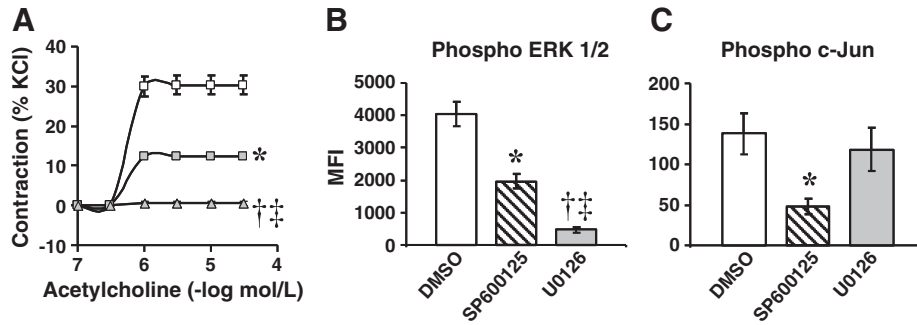 A
Contraction (% KCl)
40
30
20
10
0
-10
*
†‡
7 6 5 4
Acetylcholine (-log mol/L)
B
Phospho ERK 1/2
MFI
5000
4000
3000
2000
1000
0
*
†‡
DMSO
SP600125
U0126
C
Phospho c-Jun
200
150
100
50
0
*
DMSO
SP600125
U0126